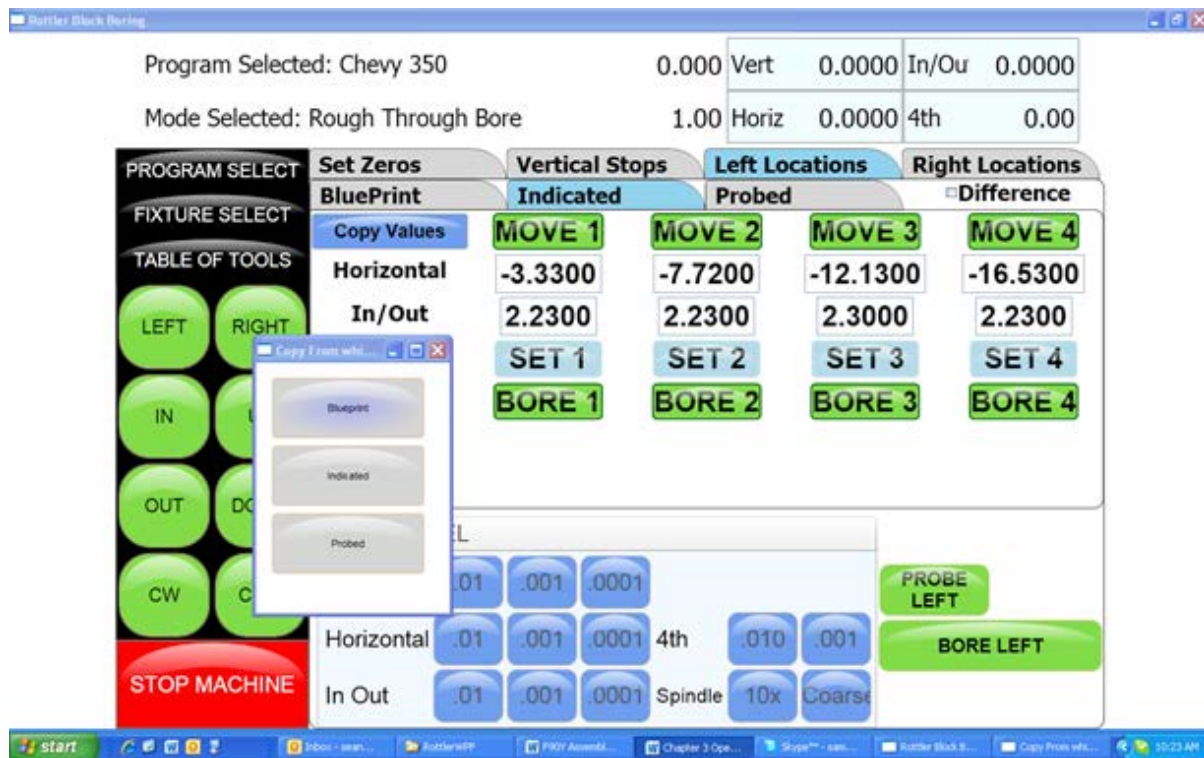 Rottler Block Boring
Program Selected: Chevy 350 0.000 Vert 0.0000 In/Ou 0.0000
Mode Selected: Rough Through Bore 1.00 Horiz 0.0000 4th 0.00
PROGRAM SELECT Set Zeros Vertical Stops Left Locations Right Locations
BluePrint Indicated Probed Difference
FIXTURE SELECT
Copy Values MOVE 1 MOVE 2 MOVE 3 MOVE 4
TABLE OF TOOLS
Horizontal -3.3300 -7.7200 -12.1300 -16.5300
In/Out 2.2300 2.2300 2.3000 2.2300
LEFT RIGHT
Copy From whi...
SET 1 SET 2 SET 3 SET 4
Blueprint
BORE 1 BORE 2 BORE 3 BORE 4
IN
Indicated
OUT
Probed
CW
.01 .001 .0001
PROBE
LEFT
Horizontal .01 .001 .0001 4th .010 .001
BORE LEFT
STOP MACHINE
In Out .01 .001 .0001 Spindle 10x Coarse
start Inbox - sean... RottlerWPF F90Y Assembl... Chapter 3 Ope... Skype™ - Rottler Block B... Copy From whi... 10:23 AM